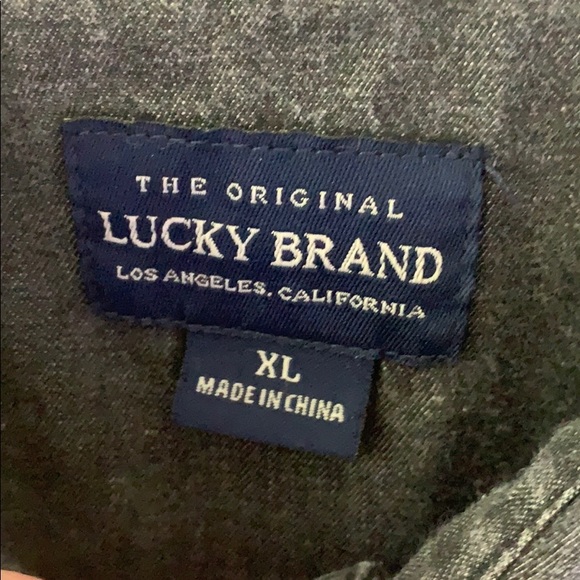 THE ORIGINAL
LUCKY BRAND
LOS ANGELES. CALIFORNIA
XL
MADE IN CHINA